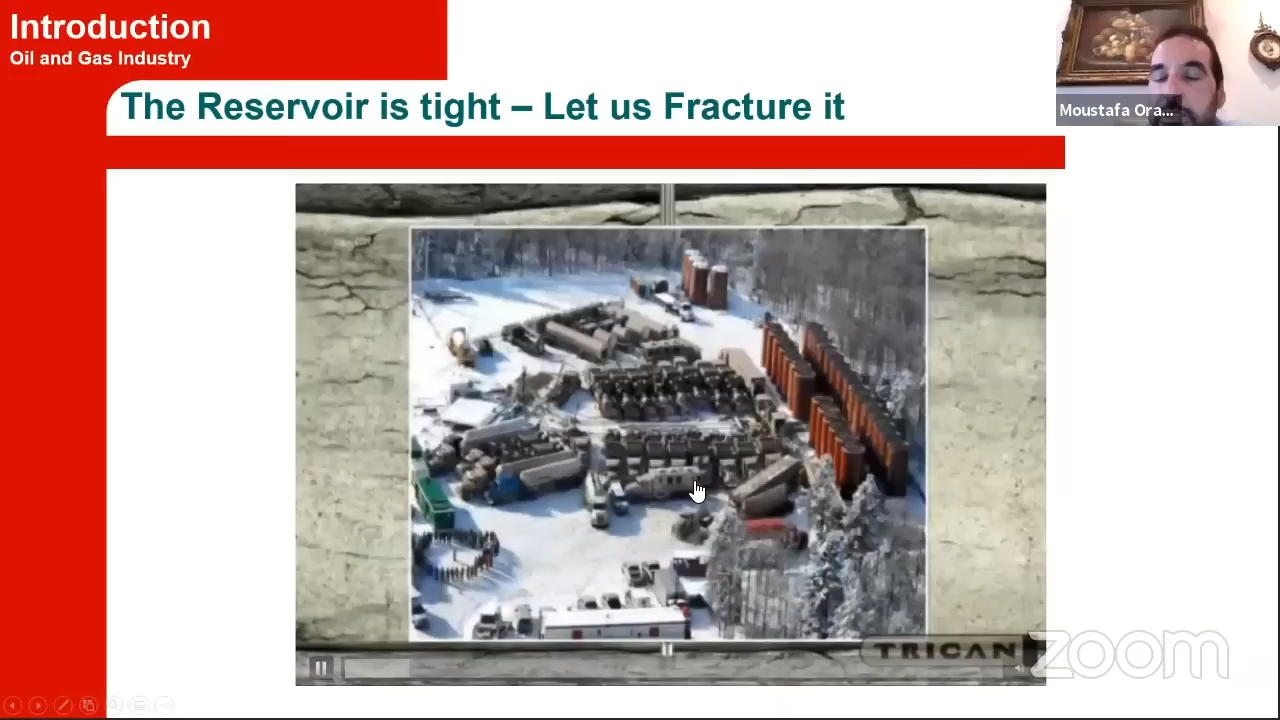 Introduction
Oil and Gas Industry
The Reservoir is tight – Let us Fracture it
Moustafa Ora...
TRICAN
zoom